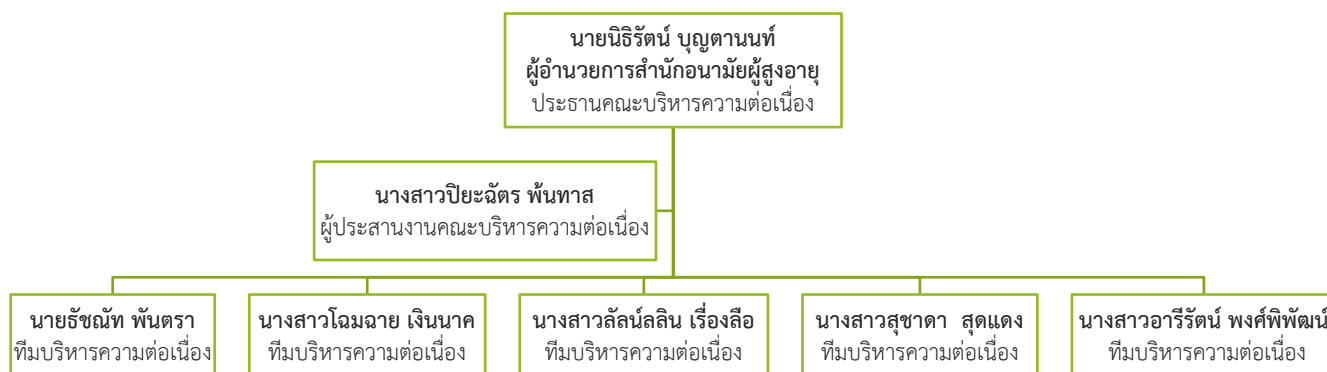 นายนิธิรัตน์ บุญตานนท์
ผู้อำนวยการสำนักอนามัยผู้สูงอายุ
ประธานคณะบริหารความต่อเนื่อง
นางสาวปิยะฉัตร พ้นทาส
ผู้ประสานงานคณะบริหารความต่อเนื่อง
นายธัชณัท พันตรา
ทีมบริหารความต่อเนื่อง
นางสาวโฉมฉาย เงินนาค
ทีมบริหารความต่อเนื่อง
นางสาวลัลน์ลลิน เรื่องลือ
ทีมบริหารความต่อเนื่อง
นางสาวสุชาดา สุดแดง
ทีมบริหารความต่อเนื่อง
นางสาวอารีรัตน์ พงศ์พิพัฒน์
ทีมบริหารความต่อเนื่อง